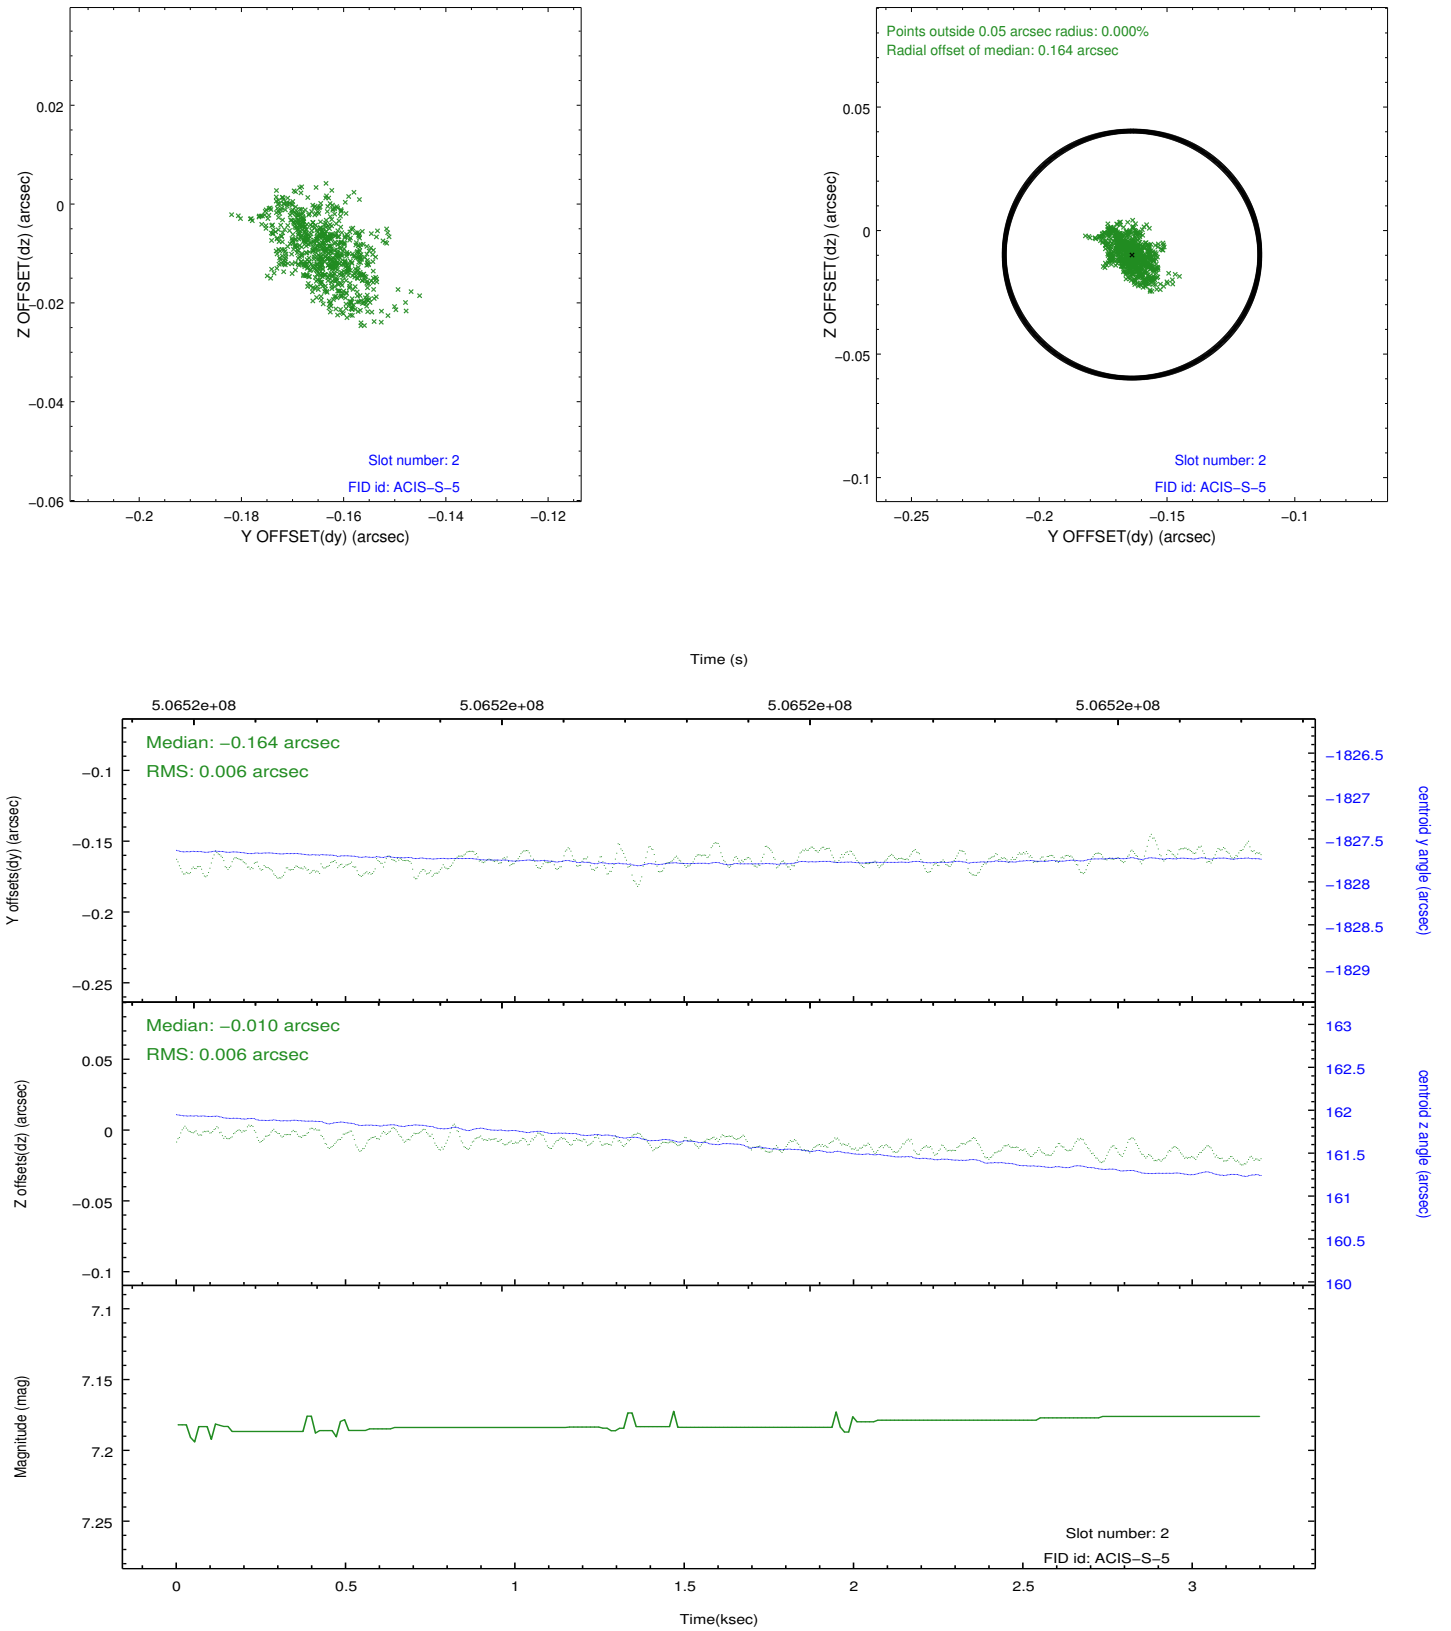 0.02
0
−0.02
−0.04
−0.06
Z OFFSET(dz) (arcsec)
Slot number: 2
FID id: ACIS−S−5
−0.2 −0.18 −0.16 −0.14 −0.12
Y OFFSET(dy) (arcsec)
Points outside 0.05 arcsec radius: 0.000%
Radial offset of median: 0.164 arcsec
0.05
0
−0.05
−0.1
Z OFFSET(dz) (arcsec)
Slot number: 2
FID id: ACIS−S−5
−0.25 −0.2 −0.15 −0.1
Y OFFSET(dy) (arcsec)
Time (s)
5.0652e+08 5.0652e+08 5.0652e+08 5.0652e+08
Median: −0.164 arcsec
RMS: 0.006 arcsec
−0.1
−0.15
−0.2
−0.25
Y offsets(dy) (arcsec)
−1826.5
−1827
−1827.5
−1828
−1828.5
−1829
centroid y angle (arcsec)
Median: −0.010 arcsec
RMS: 0.006 arcsec
0.05
0
−0.05
−0.1
Z offsets(dz) (arcsec)
163
162.5
162
161.5
161
160.5
160
centroid z angle (arcsec)
7.1
7.15
7.2
7.25
Magnitude (mag)
Slot number: 2
FID id: ACIS−S−5
0 0.5 1 1.5 2 2.5 3
Time(ksec)